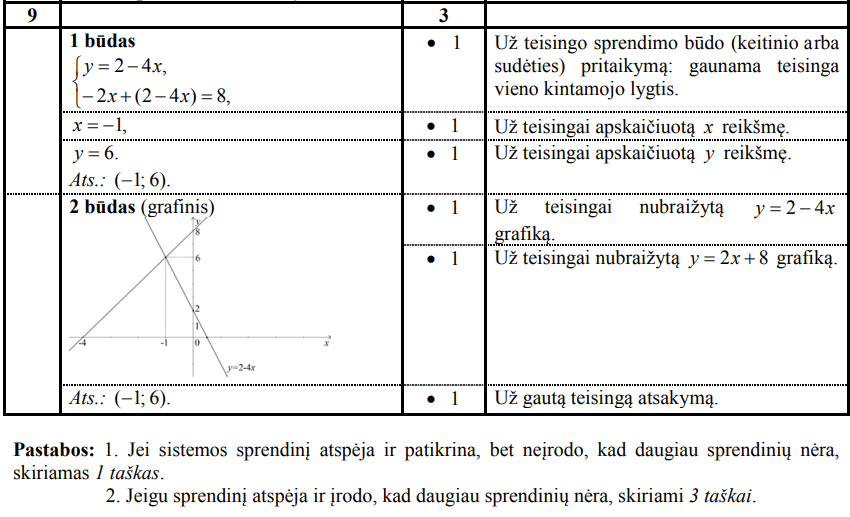 9 3
1 būdas
{y = 2 − 4x,
−2x + (2 − 4x) = 8,
• 1
Už teisingo sprendimo būdo (keitinio arba
sudėties) pritaikymą: gaunama teisinga
vieno kintamojo lygtis.
x = −1,
• 1
Už teisingai apskaičiuotą x reikšmę.
y = 6.
Ats.: (−1; 6).
• 1
Už teisingai apskaičiuotą y reikšmę.
2 būdas (grafinis)
y
8
6
2
1
-4 -1 0 x
y=2-4x
• 1
Už teisingai nubraižytą y = 2 − 4x
grafiką.
• 1
Už teisingai nubraižytą y = 2x + 8 grafiką.
Ats.: (−1; 6).
• 1
Už gautą teisingą atsakymą.
Pastabos: 1. Jei sistemos sprendinį atspėja ir patikrina, bet neįrodo, kad daugiau sprendinių nėra,
skiriamas 1 taškas.
2. Jeigu sprendinį atspėja ir įrodo, kad daugiau sprendinių nėra, skiriami 3 taškai.